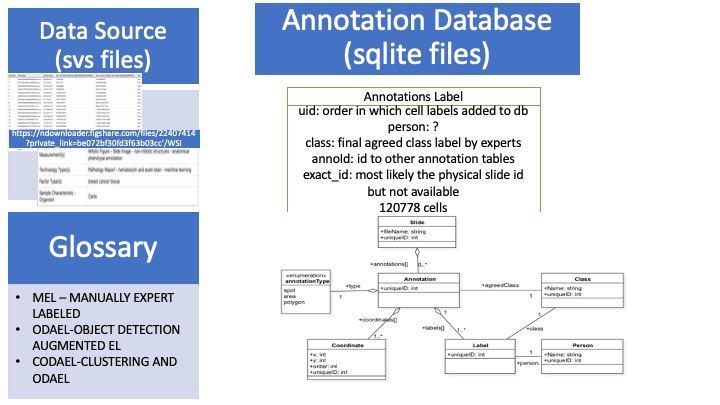 Data Source
(svs files)
https://ndownloader.figshare.com/files/22407414
?private_link=be072bf30fd3f63b03cc'/WSI
Measurement(s)
Mitotic Figure - Slide Image - non-mitotic structures - anatomical
phenotype annotation
Technology Type(s)
Pathology Report - hematoxylin and eosin stain - machine learning
Factor Type(s)
breast cancer tissue
Sample Characteristic -
Organism
Canis
Glossary
• MEL – MANUALLY EXPERT
LABELED
• ODAEL-OBJECT DETECTION
AUGMENTED EL
• CODAEL-CLUSTERING AND
ODAEL
Annotation Database
(sqlite files)
Annotations Label
uid: order in which cell labels added to db
person: ?
class: final agreed class label by experts
annoId: id to other annotation tables
exact_id: most likely the physical slide id
but not available
120778 cells
Slide
+fileName: string
+uniqueID: int
+annotations[]
0..*
«enumeration»
annotationType
spot
area
polygon
+type
1
Annotation
+uniqueID: int
+agreedClass
1
Class
+Name: string
+uniqueID: int
+coordinates[]
1..*
+labels[]
1
1..*
1
+class
Coordinate
+x: int
+y: int
+order: int
+uniqueID: int
Label
+uniqueID: int
1
+person
Person
+Name: string
+uniqueID: int